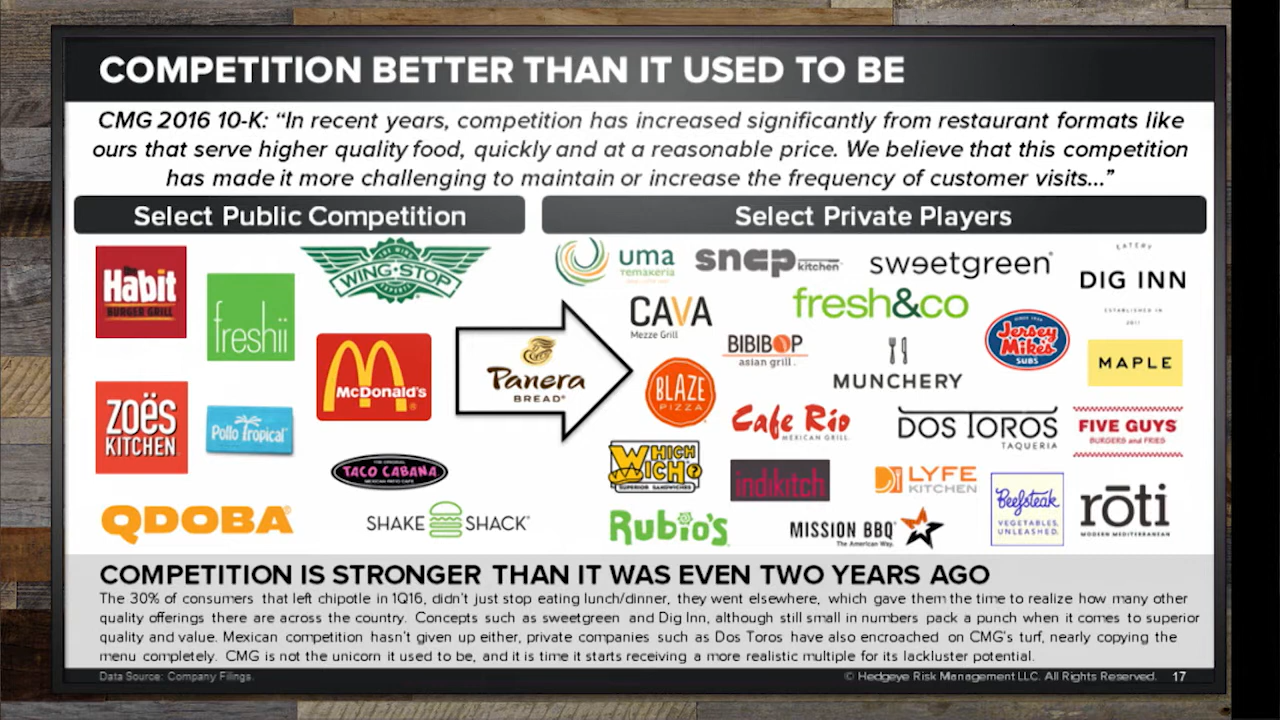 COMPETITION BETTER THAN IT USED TO BE
CMG 2016 10-K: “In recent years, competition has increased significantly from restaurant formats like
ours that serve higher quality food, quickly and at a reasonable price. We believe that this competition
has made it more challenging to maintain or increase the frequency of customer visits...”
Select Public Competition
Select Private Players
The Habit
BURGER GRILL
freshii
WING·STOP
McDonald's
ZOËS
KITCHEN
Pollo Tropical
TACO CABANA
QDOBA
SHAKE SHACK
Panera
BREAD®
uma
TEMAKERIA
snap kitchen
sweetgreen
EATERY
DIG INN
ESTABLISHED IN
2011
CAVA
Mezze Grill
fresh&co
BIBIBOP
asian grill.
MUNCHERY
SINCE 1956
Jersey
Mike's
SUBS
MAPLE
BLAZE
PIZZA
Cafe Rio
MEXICAN GRILL
DOS TOROS
TAQUERIA
FIVE GUYS
BURGERS and FRIES
WHICH
WICH?
SUPERIOR SANDWICHES
indikitch
LYFE
KITCHEN
Beefsteak
VEGETABLES,
UNLEASHED.
rōti
MODERN MEDITERRANEAN
Rubio's
MISSION BBQ
The American Way.
COMPETITION IS STRONGER THAN IT WAS EVEN TWO YEARS AGO
The 30% of consumers that left chipotle in 1Q16, didn't just stop eating lunch/dinner, they went elsewhere, which gave them the time to realize how many other
quality offerings there are across the country. Concepts such as sweetgreen and Dig Inn, although still small in numbers pack a punch when it comes to superior
quality and value. Mexican competition hasn't given up either, private companies such as Dos Toros have also encroached on CMG's turf, nearly copying the
menu completely. CMG is not the unicorn it used to be, and it is time it starts receiving a more realistic multiple for its lackluster potential.
Data Source: Company Filings.
© Hedgeye Risk Management LLC. All Rights Reserved. 17